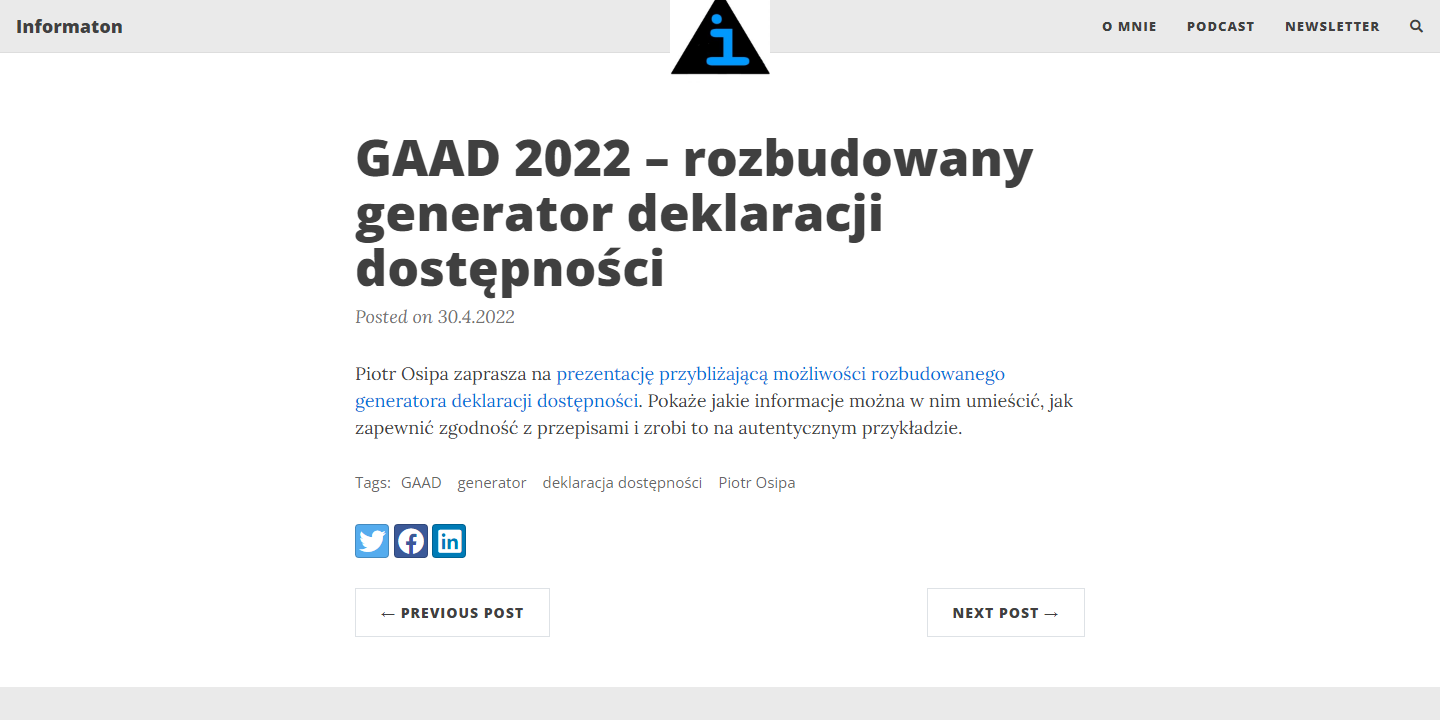 Informaton
i
O MNIE
PODCAST
NEWSLETTER
GAAD 2022 – rozbudowany
generator deklaracji
dostępności
Posted on 30.4.2022
Piotr Osipa zaprasza na prezentację przybliżającą możliwości rozbudowanego
generatora deklaracji dostępności. Pokaże jakie informacje można w nim umieścić, jak
zapewnić zgodność z przepisami i zrobi to na autentycznym przykładzie.
Tags: GAAD generator deklaracja dostępności Piotr Osipa
in
← PREVIOUS POST
NEXT POST →